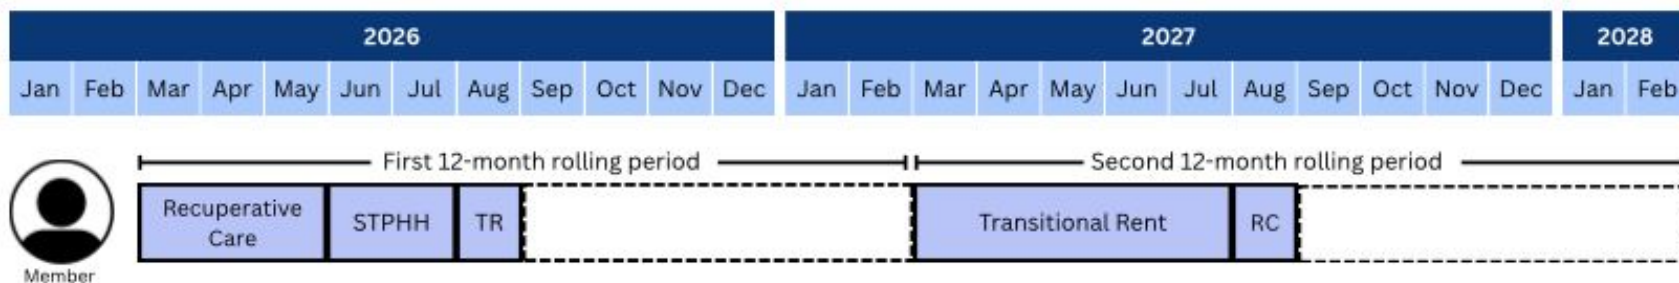 2026 2027 2028
Jan Feb Mar Apr May Jun Jul Aug Sep Oct Nov Dec Jan Feb Mar Apr May Jun Jul Aug Sep Oct Nov Dec Jan Feb
First 12-month rolling period Second 12-month rolling period
Recuperative
Care
STPHH
TR
Transitional Rent
RC
Member